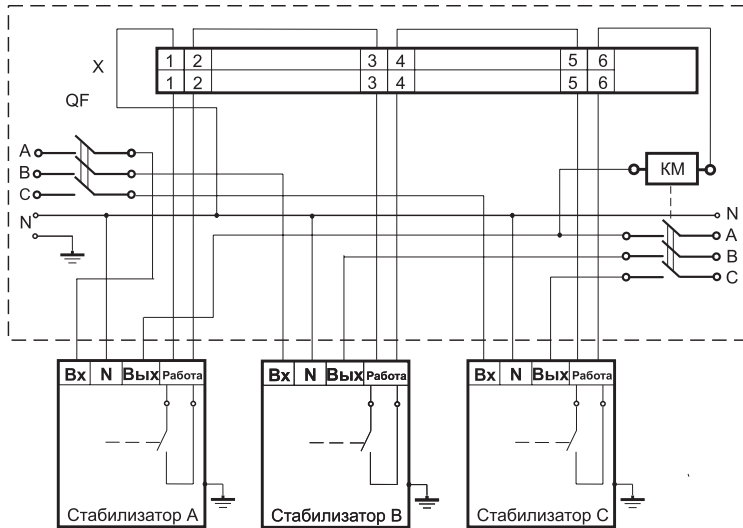 X
1 2 3 4 5 6
1 2 3 4 5 6
QF
A
B
C
N
КМ
N
A
B
C
Вх N Вых Работа
Вх N Вых Работа
Вх N Вых Работа
Стабилизатор А
Стабилизатор В
Стабилизатор С